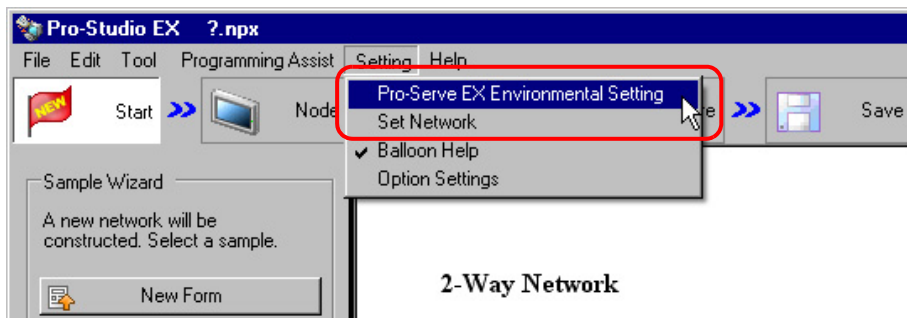 Pro-Studio EX ?.npx
File Edit Tool Programming Assist Setting Help
NEW Start Node Save
Pro-Serve EX Environmental Setting
Set Network
Balloon Help
Option Settings
Sample Wizard
A new network will be
constructed. Select a sample.
New Form
2-Way Network